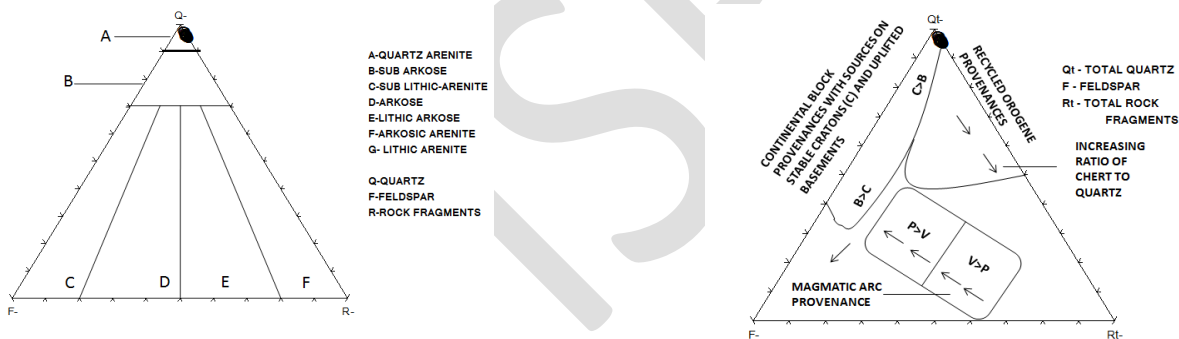 Q-
A
B
C
D
E
F
F-
R-
A-QUARTZ ARENITE
B-SUB ARKOSE
C-SUB LITHIC-ARENITE
D-ARKOSE
E-LITHIC ARKOSE
F-ARKOSIC ARENITE
G- LITHIC ARENITE
Q-QUARTZ
F-FELDSPAR
R-ROCK FRAGMENTS
Qt-
CONTINENTAL BLOCK
PROVENANCES WITH SOURCES ON
STABLE CRATONS (C) AND UPLIFTED
BASEMENTS
C>B
RECYCLED OROGENE
PROVENANCES
B>C
P>V
V>P
MAGMATIC ARC
PROVENANCE
F-
Rt-
Qt - TOTAL QUARTZ
F - FELDSPAR
Rt - TOTAL ROCK
FRAGMENTS
INCREASING
RATIO OF
CHERT TO
QUARTZ